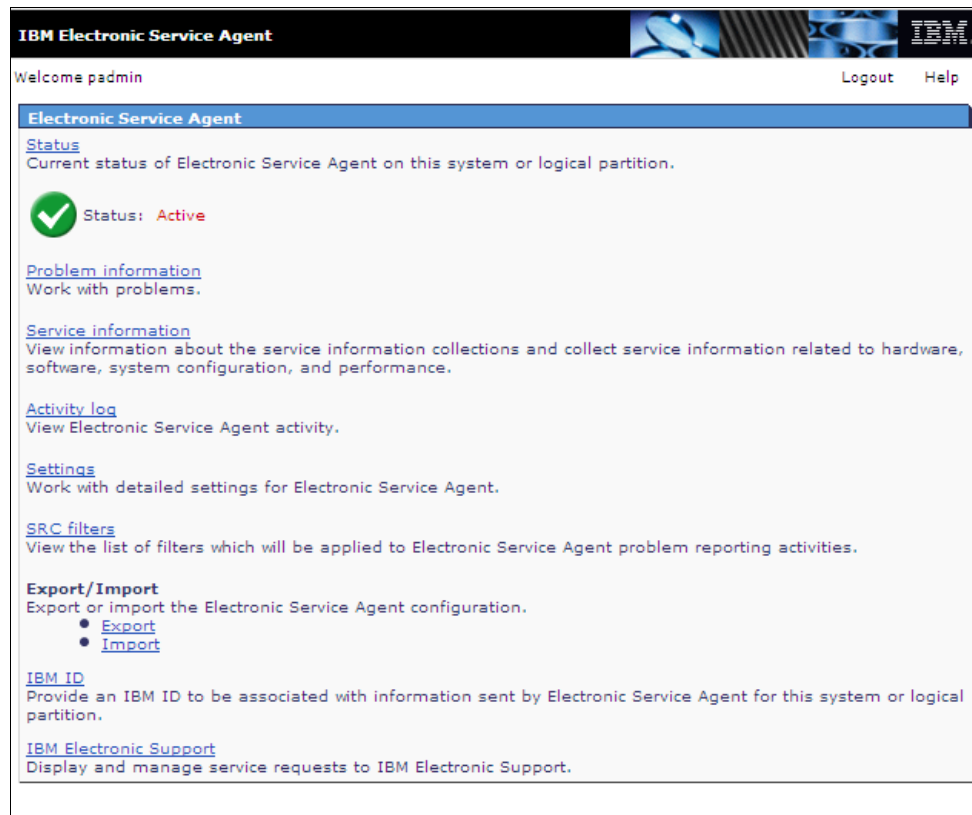 IBM Electronic Service Agent
IBM.
Welcome padmin
Logout Help
Electronic Service Agent
Status
Current status of Electronic Service Agent on this system or logical partition.
Status: Active
Problem information
Work with problems.
Service information
View information about the service information collections and collect service information related to hardware,
software, system configuration, and performance.
Activity log
View Electronic Service Agent activity.
Settings
Work with detailed settings for Electronic Service Agent.
SRC filters
View the list of filters which will be applied to Electronic Service Agent problem reporting activities.
Export/Import
Export or import the Electronic Service Agent configuration.
• Export
• Import
IBM ID
Provide an IBM ID to be associated with information sent by Electronic Service Agent for this system or logical
partition.
IBM Electronic Support
Display and manage service requests to IBM Electronic Support.